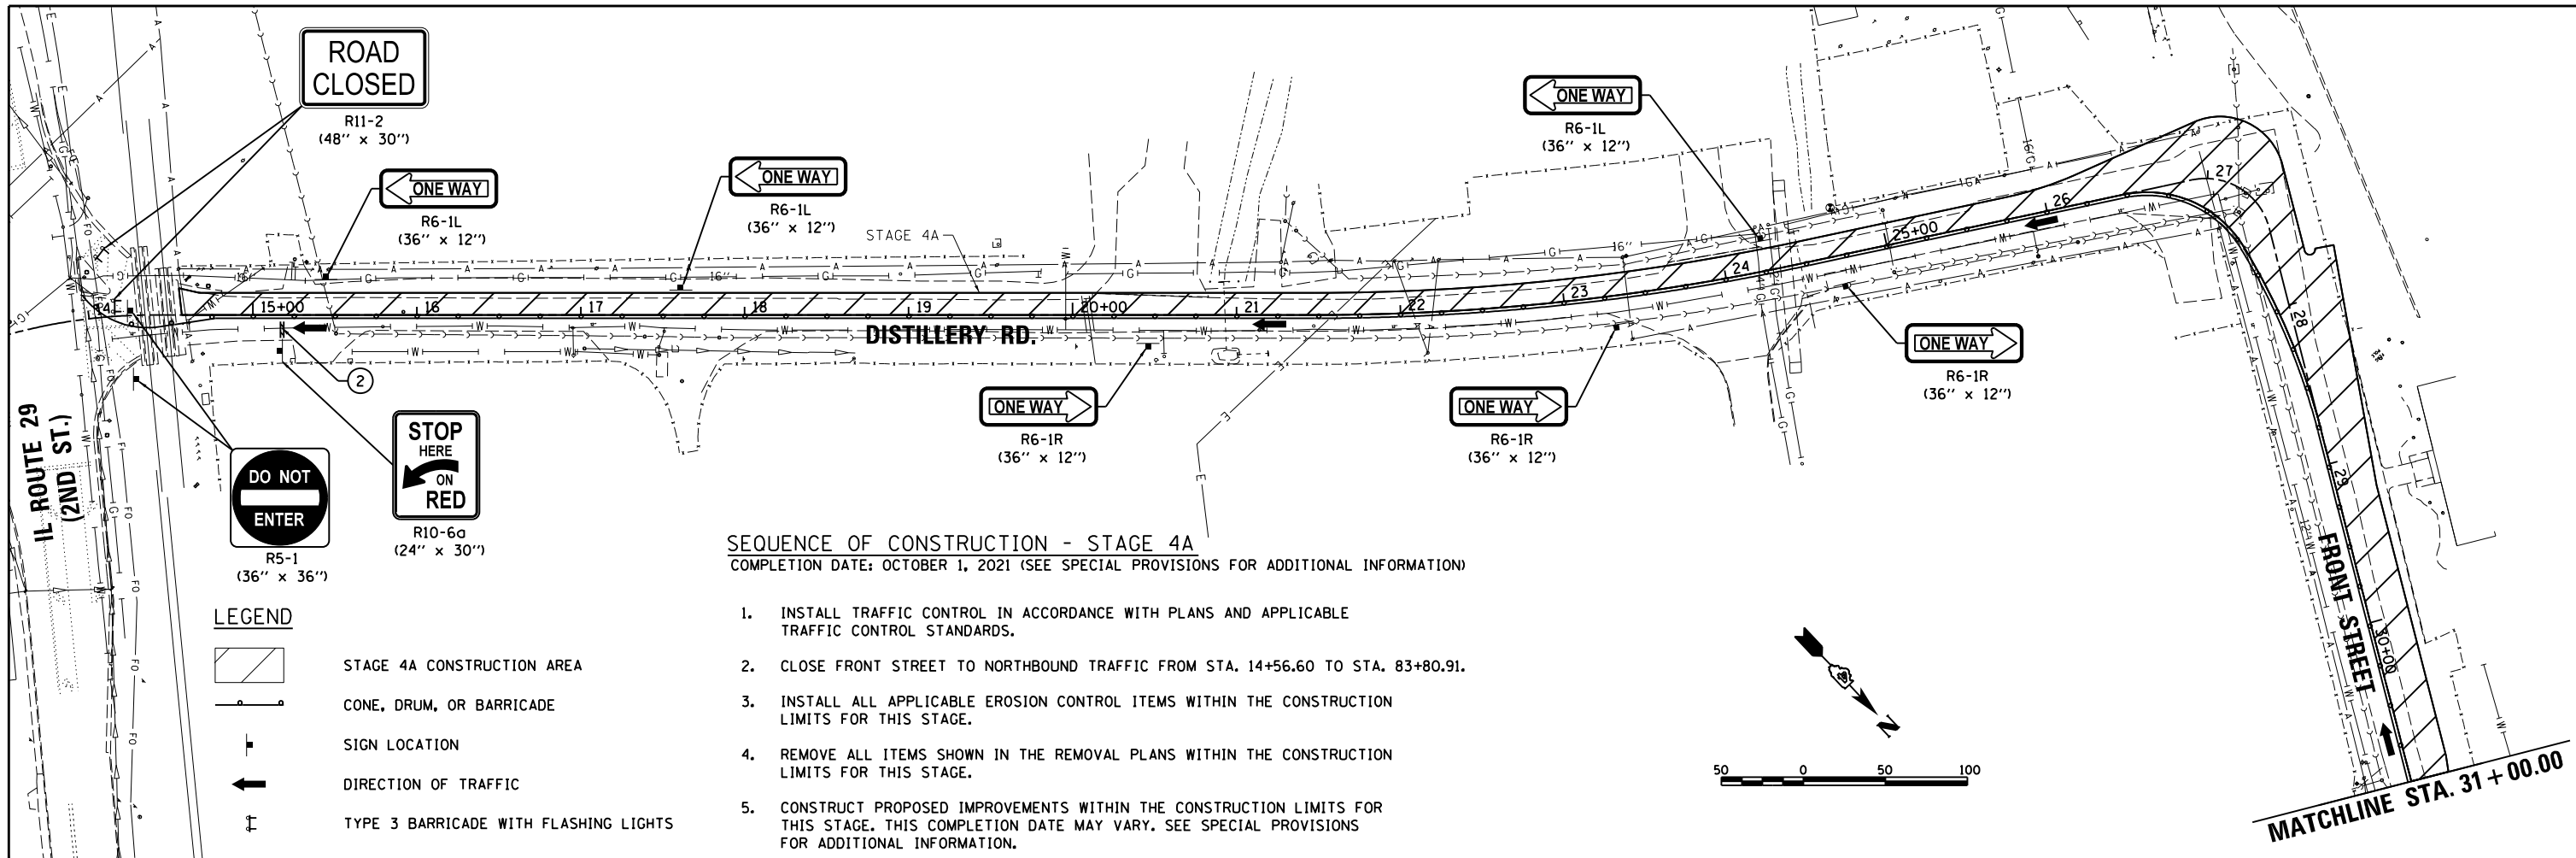 ROAD
CLOSED
R11-2
(48" x 30")
ONE WAY
R6-1L
(36" x 12")
ONE WAY
R6-1L
(36" x 12")
ONE WAY
R6-1L
(36" x 12")
STAGE 4A
16"
16"
16"
14
15+00
16
17
18
19
20+00
21
22
23
24
25+00
26
27
28
29
30+00
DISTILLERY RD.
2
ONE WAY
R6-1R
(36" x 12")
ONE WAY
R6-1R
(36" x 12")
ONE WAY
R6-1R
(36" x 12")
IL ROUTE 29
(2ND ST.)
DO NOT
ENTER
R5-1
(36" x 36")
STOP
HERE
ON
RED
R10-6a
(24" x 30")
FRONT STREET
12"W
MATCHLINE STA. 31+00.00
LEGEND
STAGE 4A CONSTRUCTION AREA
CONE, DRUM, OR BARRICADE
SIGN LOCATION
DIRECTION OF TRAFFIC
TYPE 3 BARRICADE WITH FLASHING LIGHTS
SEQUENCE OF CONSTRUCTION - STAGE 4A
COMPLETION DATE: OCTOBER 1, 2021 (SEE SPECIAL PROVISIONS FOR ADDITIONAL INFORMATION)
1. INSTALL TRAFFIC CONTROL IN ACCORDANCE WITH PLANS AND APPLICABLE
TRAFFIC CONTROL STANDARDS.
2. CLOSE FRONT STREET TO NORTHBOUND TRAFFIC FROM STA. 14+56.60 TO STA. 83+80.91.
3. INSTALL ALL APPLICABLE EROSION CONTROL ITEMS WITHIN THE CONSTRUCTION
LIMITS FOR THIS STAGE.
4. REMOVE ALL ITEMS SHOWN IN THE REMOVAL PLANS WITHIN THE CONSTRUCTION
LIMITS FOR THIS STAGE.
5. CONSTRUCT PROPOSED IMPROVEMENTS WITHIN THE CONSTRUCTION LIMITS FOR
THIS STAGE. THIS COMPLETION DATE MAY VARY. SEE SPECIAL PROVISIONS
FOR ADDITIONAL INFORMATION.
N
50 0 50 100